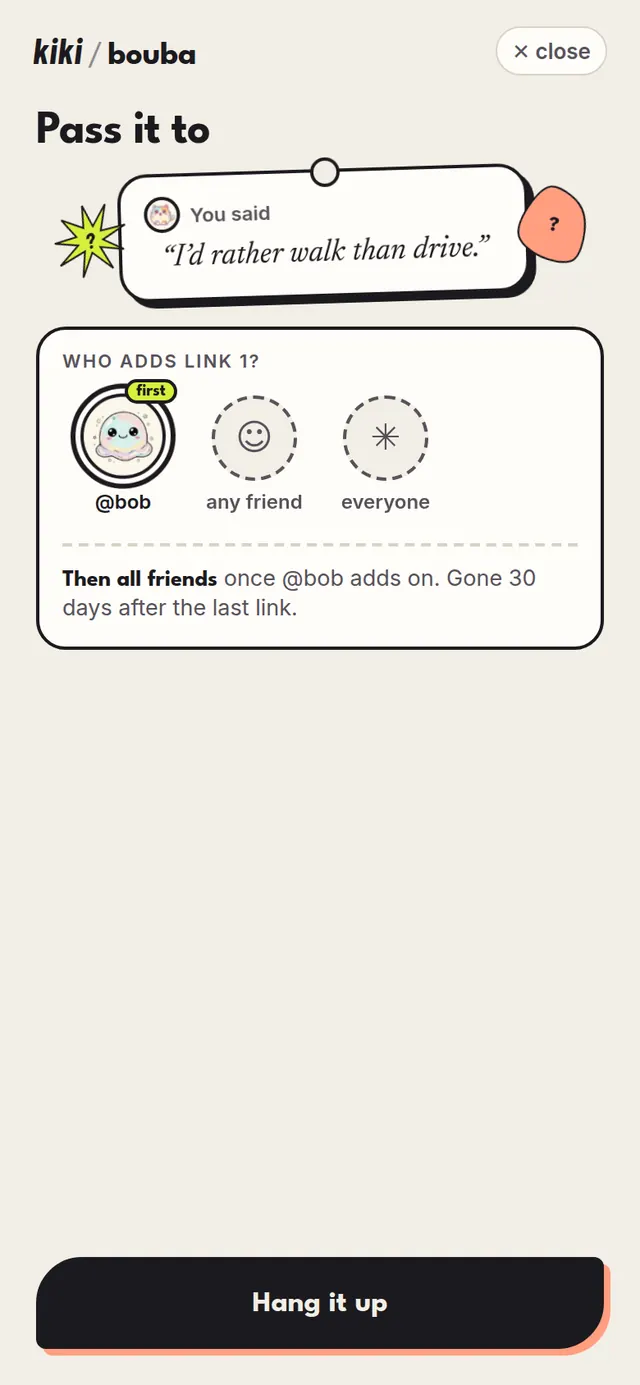 kiki / bouba
✕ close
Pass it to
You said
“I’d rather walk than drive.”
?
?
WHO ADDS LINK 1?
first
@bob
any friend
everyone
Then all friends once @bob adds on. Gone 30
days after the last link.
Hang it up